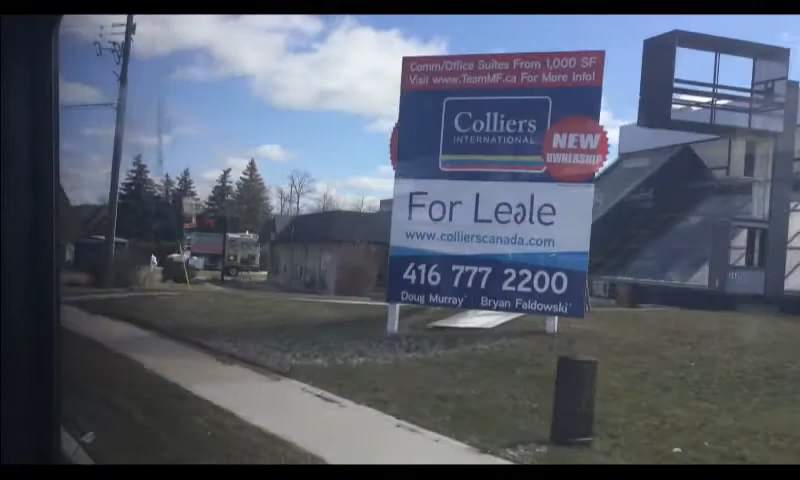 Comm/Office Suites From 1,000 SF
Visit www.TeamMF.ca For More Info!
Colliers
INTERNATIONAL
NEW
OWNERSHIP
For Leale
www.collierscanada.com
416 777 2200
Doug Murray* Bryan Faldowski*